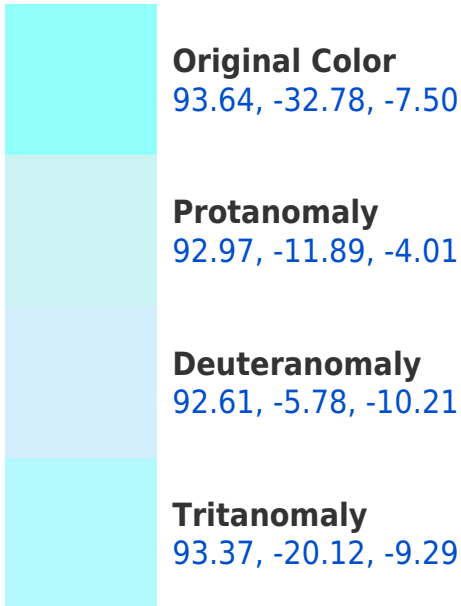 Original Color
93.64, -32.78, -7.50
Protanomaly
92.97, -11.89, -4.01
Deuteranomaly
92.61, -5.78, -10.21
Tritanomaly
93.37, -20.12, -9.29